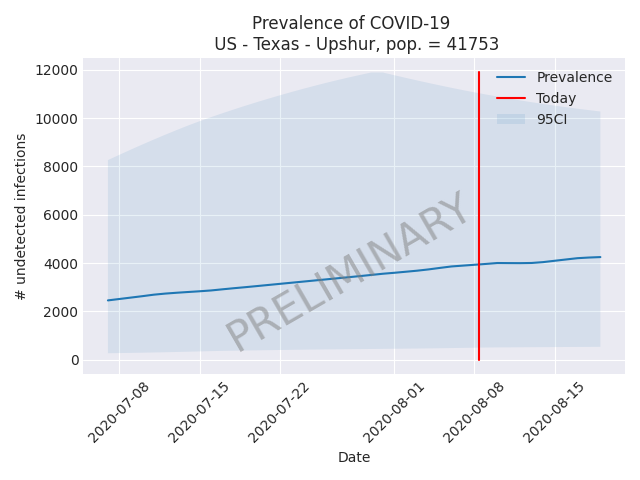 Prevalence of COVID-19
US - Texas - Upshur, pop. = 41753
12000
10000
8000
6000
4000
2000
0
# undetected infections
Prevalence
Today
95CI
PRELIMINARY
2020-07-08
2020-07-15
2020-07-22
2020-08-01
2020-08-08
2020-08-15
Date